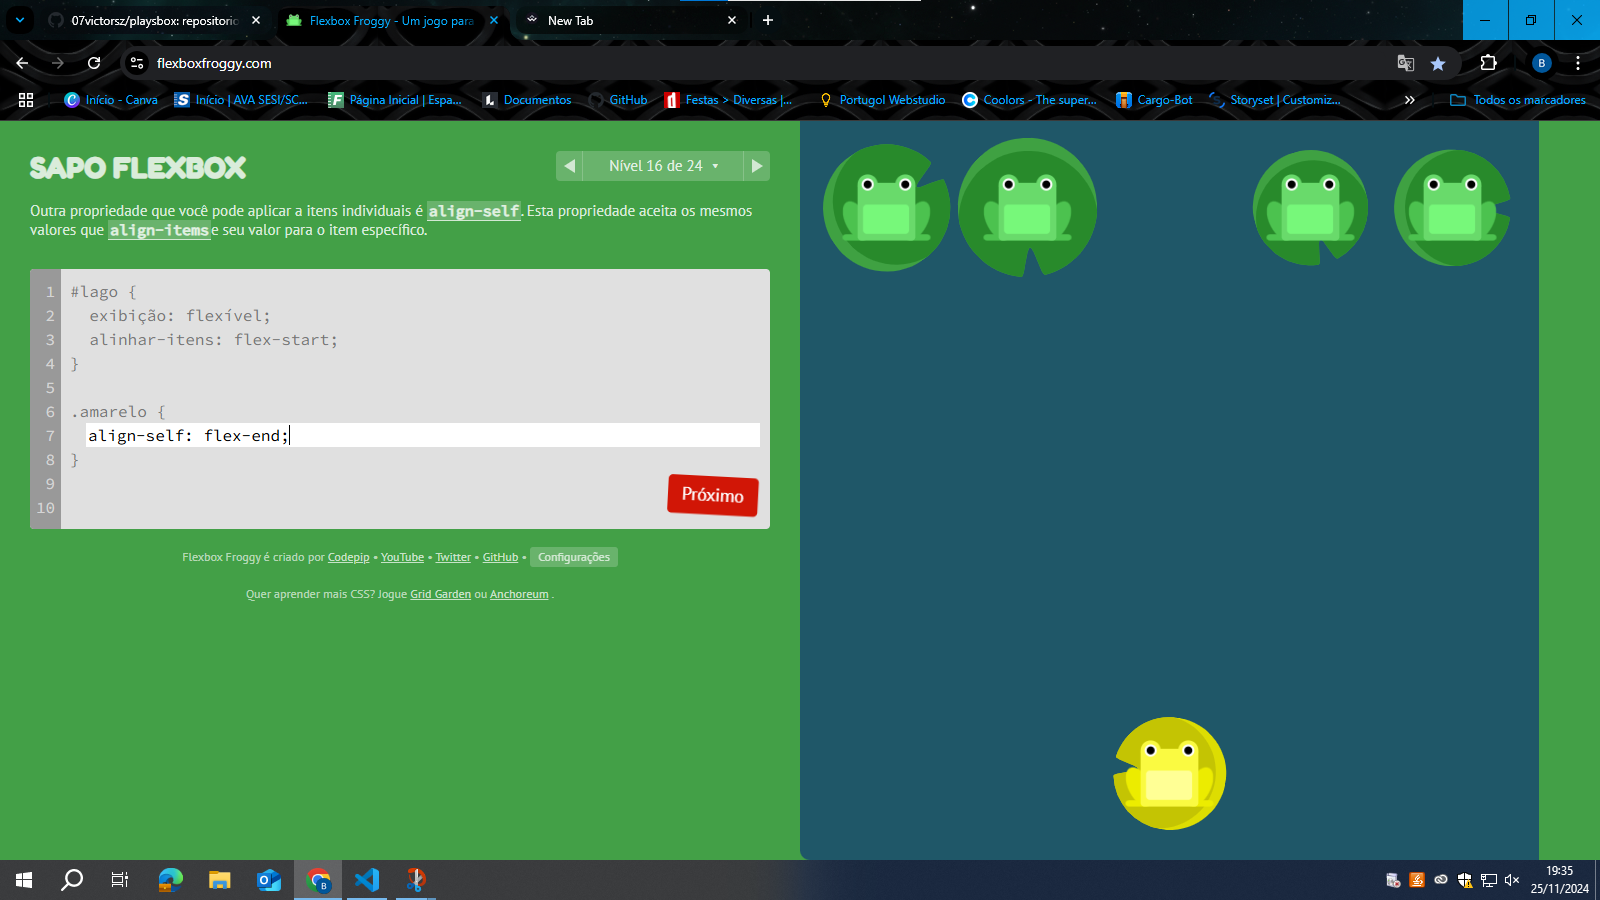 07victorsz/playsbox: repositorio
Flexbox Froggy - Um jogo para
New Tab
flexboxfroggy.com
B
Início - Canva
Início | AVA SESI/SC...
Página Inicial | Espa...
Documentos
GitHub
Festas > Diversas |...
Portugol Webstudio
Coolors - The super...
Cargo-Bot
Storyset | Customiz...
Todos os marcadores
SAPO FLEXBOX
Nível 16 de 24
Outra propriedade que você pode aplicar a itens individuais é align-self. Esta propriedade aceita os mesmos
valores que align-items e seu valor para o item específico.
1 #lago {
2 exibição: flexível;
3 alinhar-itens: flex-start;
4 }
5
6 .amarelo {
7 align-self: flex-end;
8 }
9
10
Próximo
Flexbox Froggy é criado por Codepip • YouTube • Twitter • GitHub • Configurações
Quer aprender mais CSS? Jogue Grid Garden ou Anchoreum .
19:35
25/11/2024